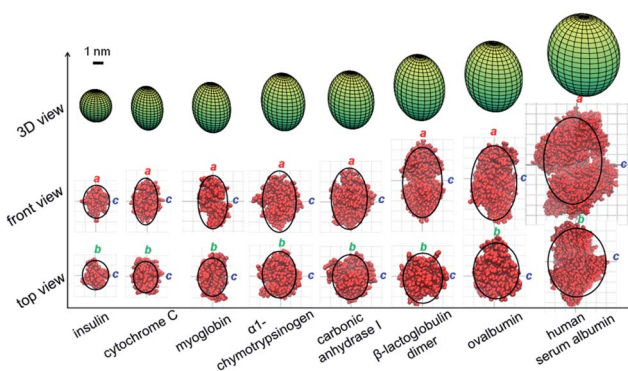 1 nm
3D view
front view
top view
a
a
a
a
a
a
a
a
c
c
c
c
c
c
c
c
b
b
b
b
b
b
b
b
c
c
c
c
c
c
c
c
insulin
cytochrome C
myoglobin
α1-
chymotrypsinogen
carbonic
anhydrase I
β-lactoglobulin
dimer
ovalbumin
human
serum albumin